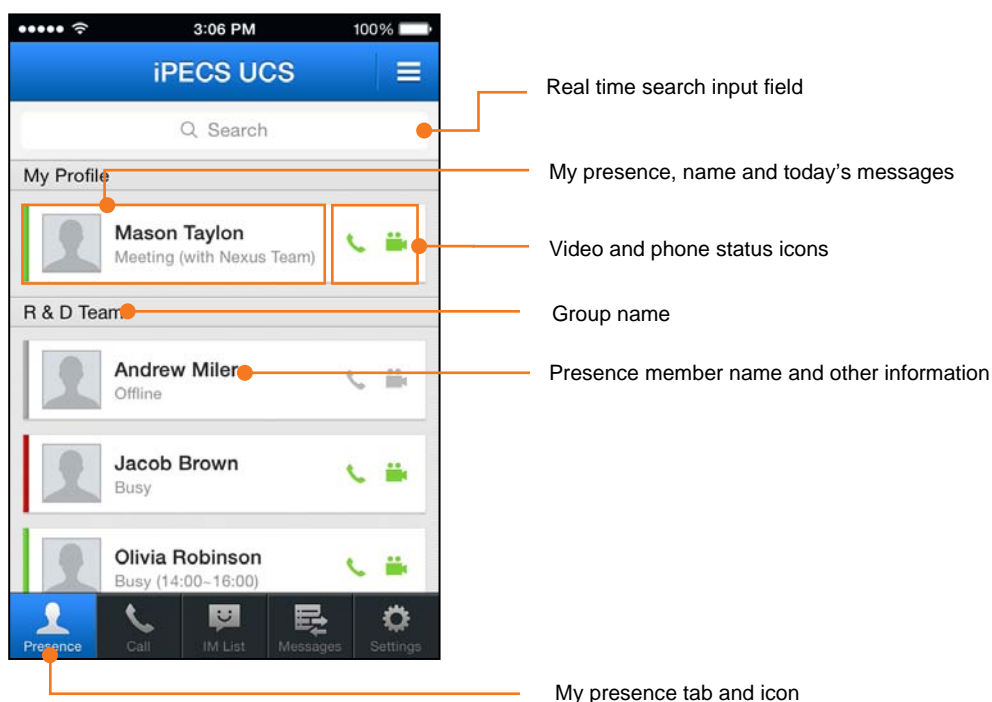 3:06 PM
100%
iPECS UCS
Search
My Profile
Mason Taylon
Meeting (with Nexus Team)
R & D Team
Andrew Miler
Offline
Jacob Brown
Busy
Olivia Robinson
Busy (14:00~16:00)
Presence
Call
IM List
Messages
Settings
Real time search input field
My presence, name and today’s messages
Video and phone status icons
Group name
Presence member name and other information
My presence tab and icon